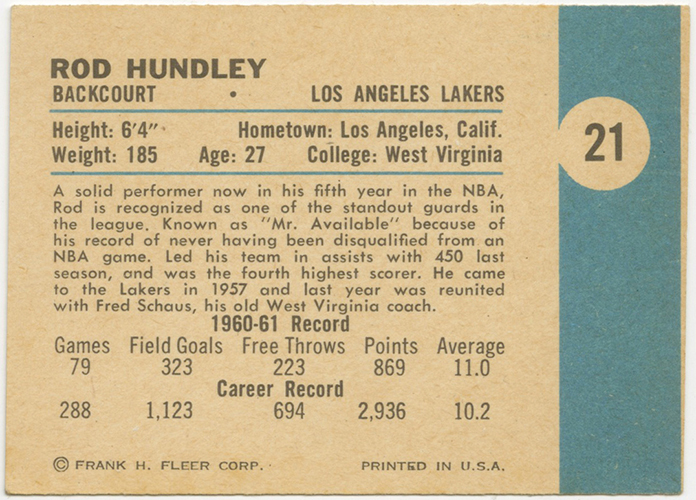 ROD HUNDLEY
BACKCOURT • LOS ANGELES LAKERS
Height: 6'4" Hometown: Los Angeles, Calif.
Weight: 185 Age: 27 College: West Virginia
21
A solid performer now in his fifth year in the NBA,
Rod is recognized as one of the standout guards in
the league. Known as "Mr. Available" because of
his record of never having been disqualified from an
NBA game. Led his team in assists with 450 last
season, and was the fourth highest scorer. He came
to the Lakers in 1957 and last year was reunited
with Fred Schaus, his old West Virginia coach.
1960-61 Record
Games Field Goals Free Throws Points Average
79 323 223 869 11.0
Career Record
288 1,123 694 2,936 10.2
© FRANK H. FLEER CORP. PRINTED IN U.S.A.